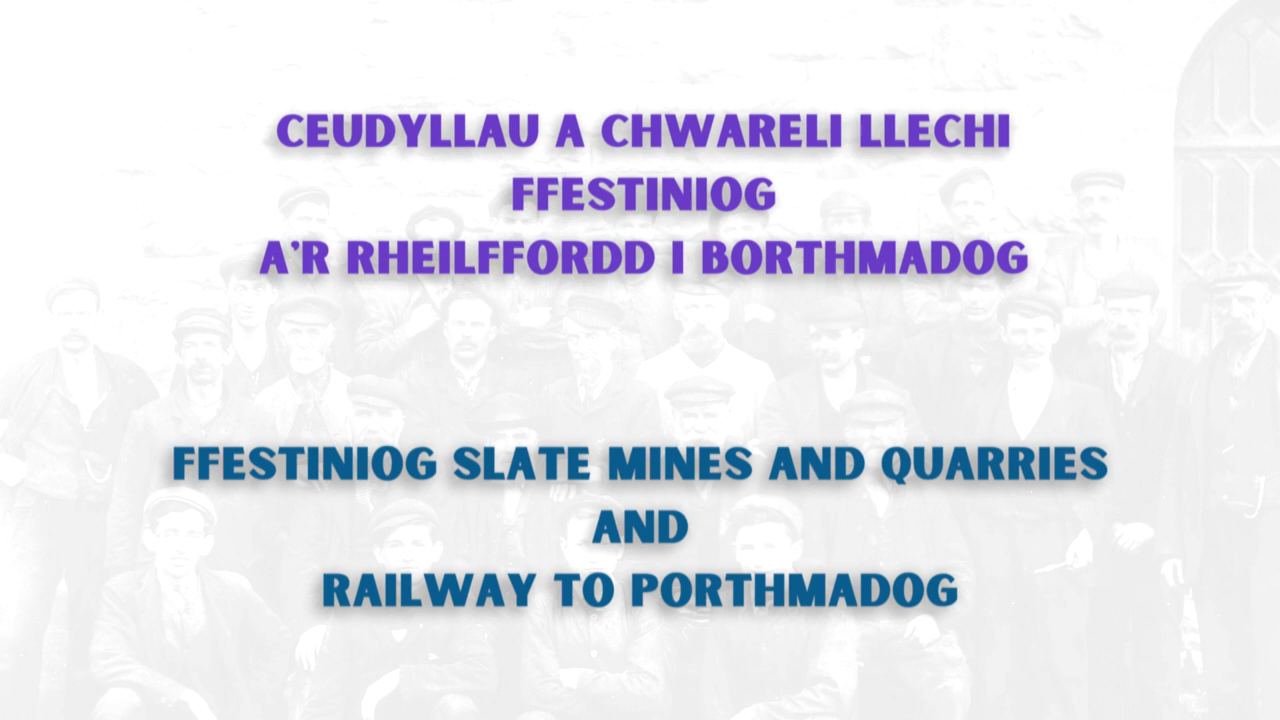 CEUDYLLAU A CHWARELI LLECHI
FFESTINIOG
A'R RHEILFFORDD I BORTHMADOG
FFESTINIOG SLATE MINES AND QUARRIES
AND
RAILWAY TO PORTHMADOG